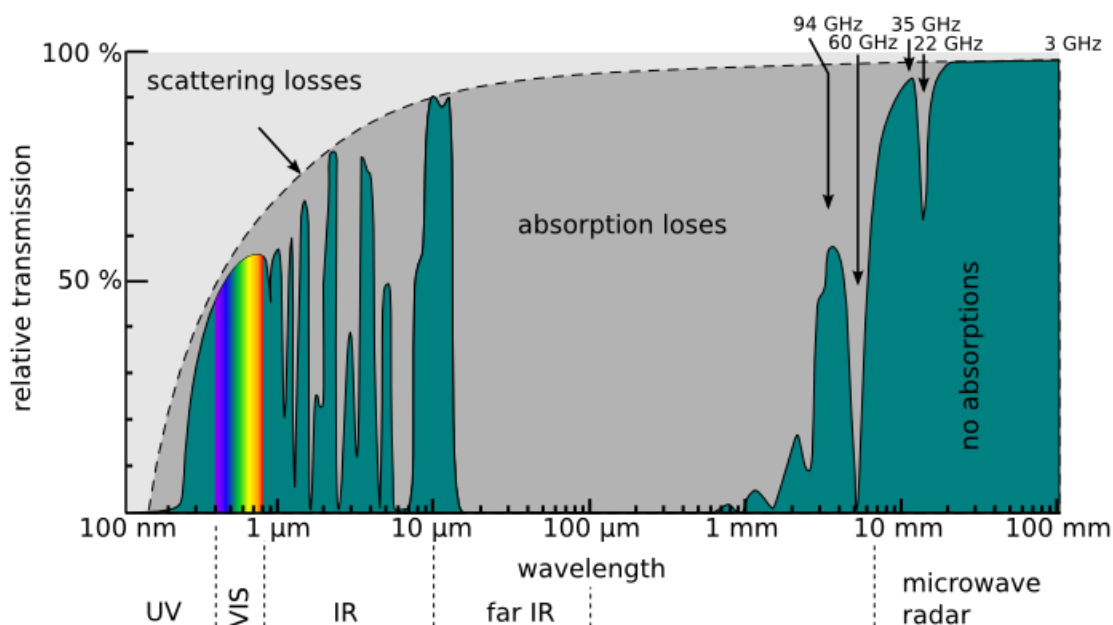 94 GHz
35 GHz
60 GHz
22 GHz
3 GHz
100 %
scattering losses
relative transmission
absorption loses
50 %
no absorptions
100 nm
1 µm
10 µm
100 µm
1 mm
10 mm
100 mm
wavelength
UV
VIS
IR
far IR
microwave
radar